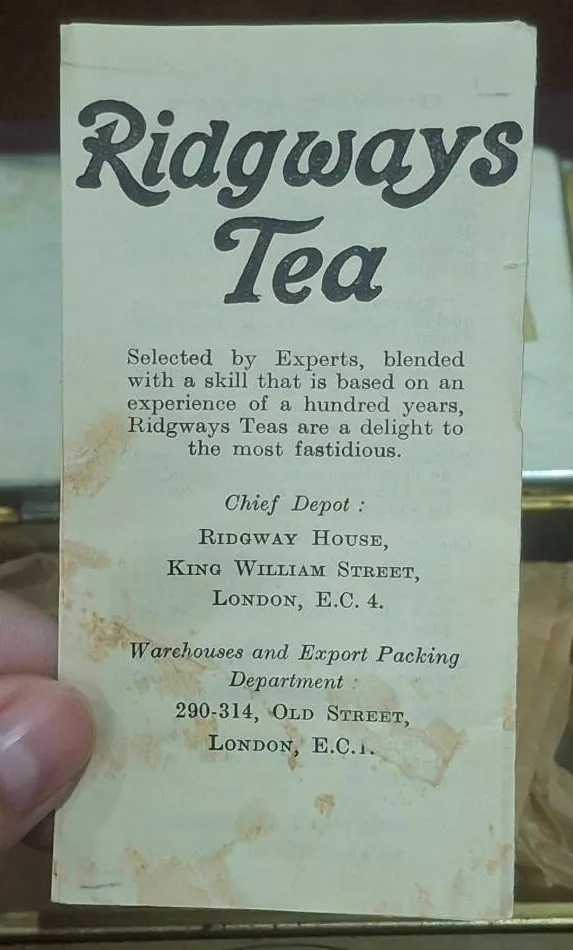 Ridgways
Tea
Selected by Experts, blended
with a skill that is based on an
experience of a hundred years,
Ridgways Teas are a delight to
the most fastidious.
Chief Depot :
RIDGWAY HOUSE,
KING WILLIAM STREET,
LONDON, E.C. 4.
Warehouses and Export Packing
Department :
290-314, OLD STREET,
LONDON, E.C.1.